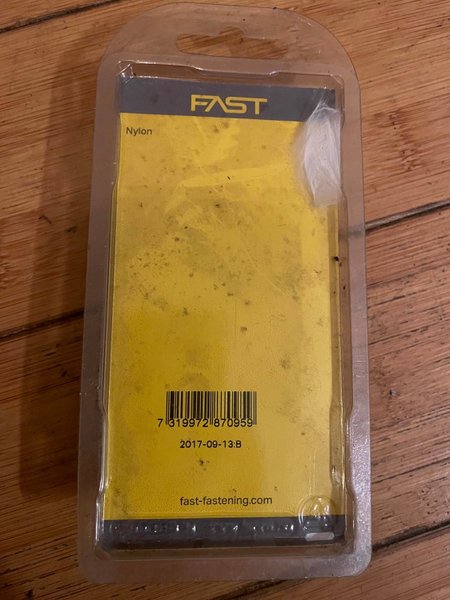 FAST
Nylon
7 319972 870959
2017-09-13:B
fast-fastening.com